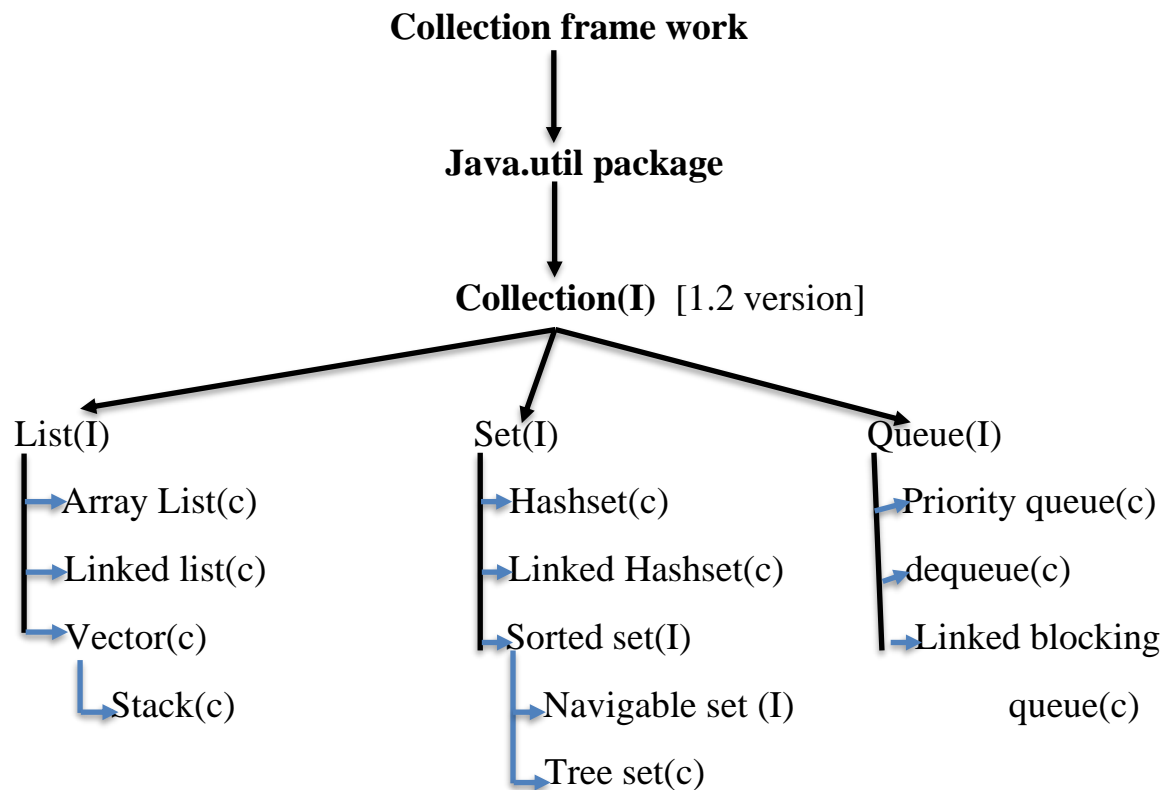 Collection frame work
Java.util package
Collection(I) [1.2 version]
List(I)
Array List(c)
Linked list(c)
Vector(c)
Stack(c)
Set(I)
Hashset(c)
Linked Hashset(c)
Sorted set(I)
Navigable set (I)
Tree set(c)
Queue(I)
Priority queue(c)
dequeue(c)
Linked blocking
queue(c)